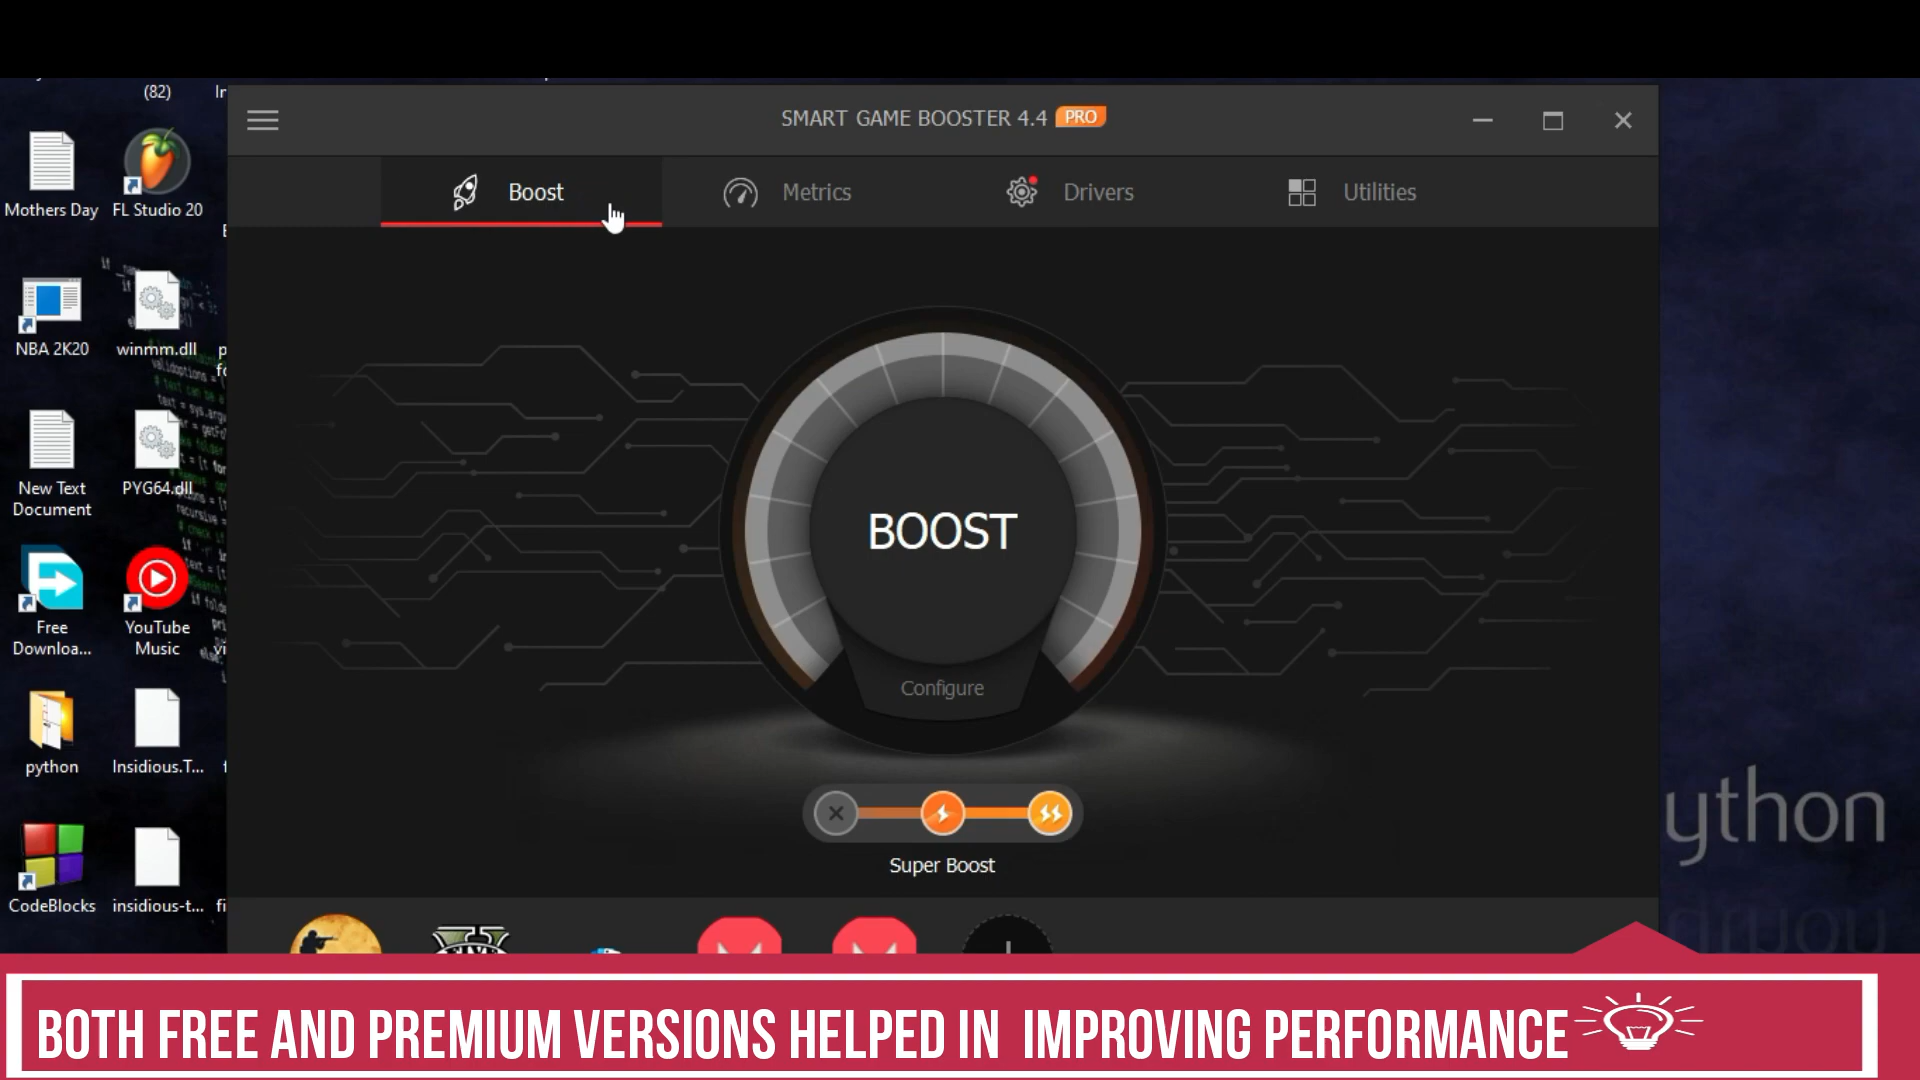 (82)
In
SMART GAME BOOSTER 4.4 PRO
Boost
Metrics
Drivers
Utilities
Mothers Day
FL Studio 20
NBA 2K20
winmm.dll
New Text
Document
PYG64.dll
BOOST
Free
Downloa...
YouTube
Music
Configure
python
Insidious.T...
ython
Super Boost
CodeBlocks
insidious-t...
fi
BOTH FREE AND PREMIUM VERSIONS HELPED IN IMPROVING PERFORMANCE